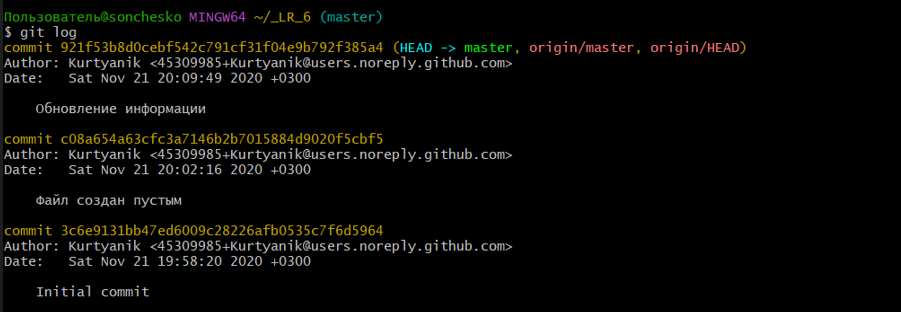 Пользователь@sonchesko MINGW64 ~/_LR_6 (master)
$ git log
commit 921f53b8d0cebf542c791cf31f04e9b792f385a4 (HEAD -> master, origin/master, origin/HEAD)
Author: Kurtyanik <45309985+Kurtyanik@users.noreply.github.com>
Date:   Sat Nov 21 20:09:49 2020 +0300
Обновление информации
commit c08a654a63cfc3a7146b2b7015884d9020f5cbf5
Author: Kurtyanik <45309985+Kurtyanik@users.noreply.github.com>
Date:   Sat Nov 21 20:02:16 2020 +0300
Файл создан пустым
commit 3c6e9131bb47ed6009c28226afb0535c7f6d5964
Author: Kurtyanik <45309985+Kurtyanik@users.noreply.github.com>
Date:   Sat Nov 21 19:58:20 2020 +0300
Initial commit